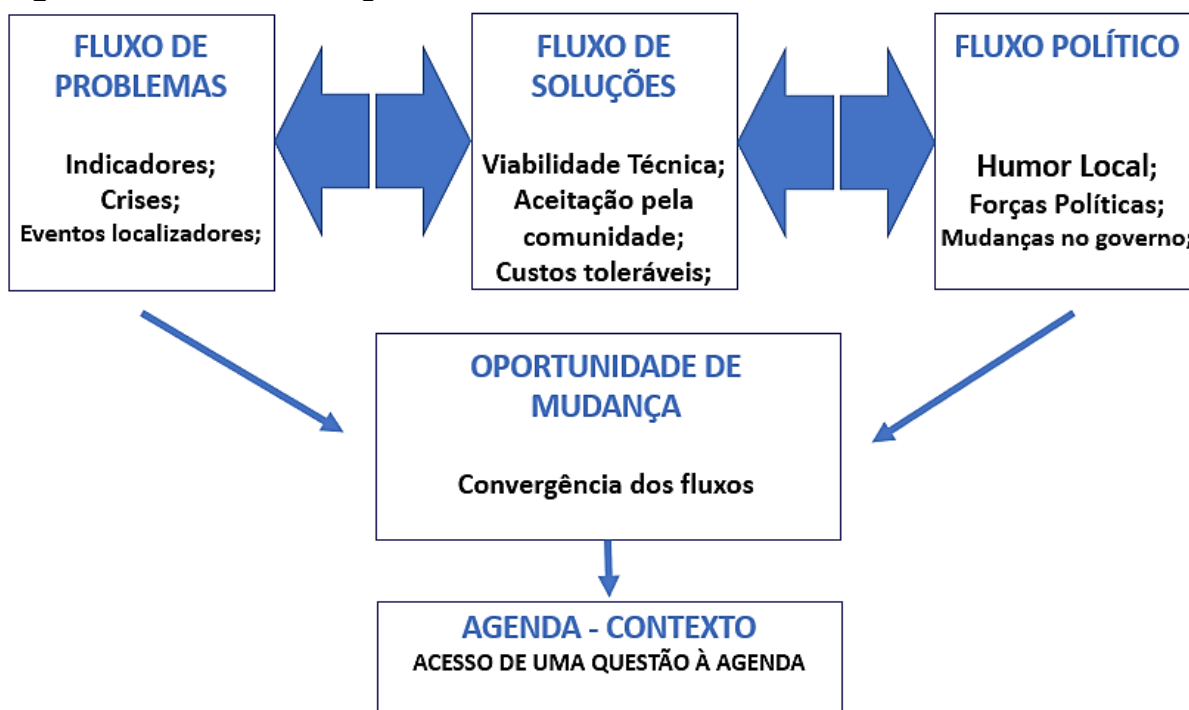 FLUXO DE
PROBLEMAS
Indicadores;
Crises;
Eventos localizadores;
FLUXO DE
SOLUÇÕES
Viabilidade Técnica;
Aceitação pela
comunidade;
Custos toleráveis;
FLUXO POLÍTICO
Humor Local;
Forças Políticas;
Mudanças no governo;
OPORTUNIDADE DE
MUDANÇA
Convergência dos fluxos
AGENDA - CONTEXTO
ACESSO DE UMA QUESTÃO À AGENDA